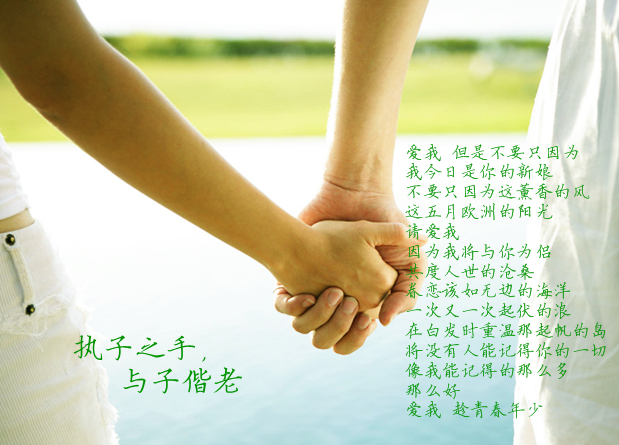 爱我 但是不要只因为
我今日是你的新娘
不要只因为这薰香的风
这五月欧洲的阳光
请爱我
因为我将与你为侣
共度人世的沧桑
眷恋该如无边的海洋
一次又一次起伏的浪
在白发时重温那起帆的岛
将没有人能记得你的一切
像我能记得的那么多
那么好
爱我 趁青春年少
执子之手,
与子偕老